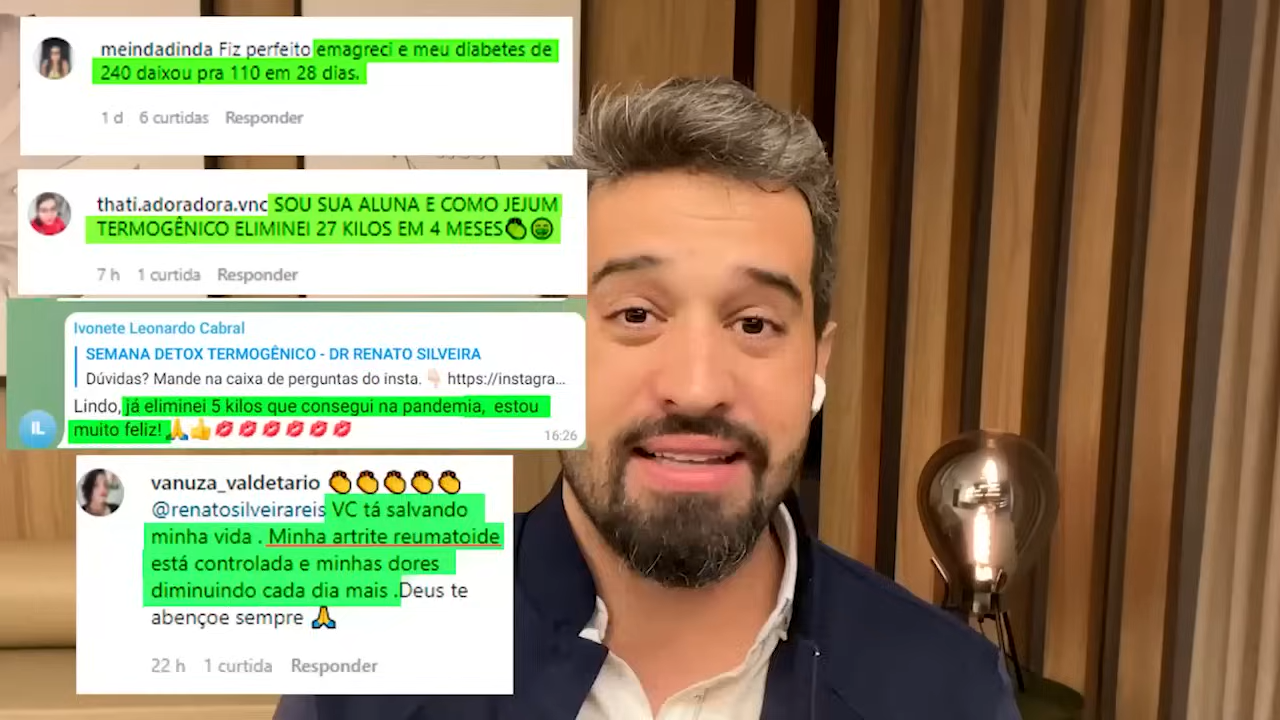 meindadinda Fiz perfeito emagreci e meu diabetes de
240 daixou pra 110 em 28 dias.
1 d 6 curtidas Responder
thati.adoradora.vnc SOU SUA ALUNA E COMO JEJUM
TERMOGÊNICO ELIMINEI 27 KILOS EM 4 MESES👏🤑
7 h 1 curtida Responder
Ivonete Leonardo Cabral
SEMANA DETOX TERMOGÊNICO - DR RENATO SILVEIRA
Dúvidas? Mande na caixa de perguntas do insta.👇🏻 https://instagra...
IL
Lindo, já eliminei 5 kilos que consegui na pandemia, estou
muito feliz! 🙏👍💋💋💋💋💋💋
16:26
vanuza_valdetario 👏👏👏👏👏
@renatosilveirareis VC tá salvando
minha vida . Minha artrite reumatoide
está controlada e minhas dores
diminuindo cada dia mais .Deus te
abençoe sempre 🙏
22 h 1 curtida Responder